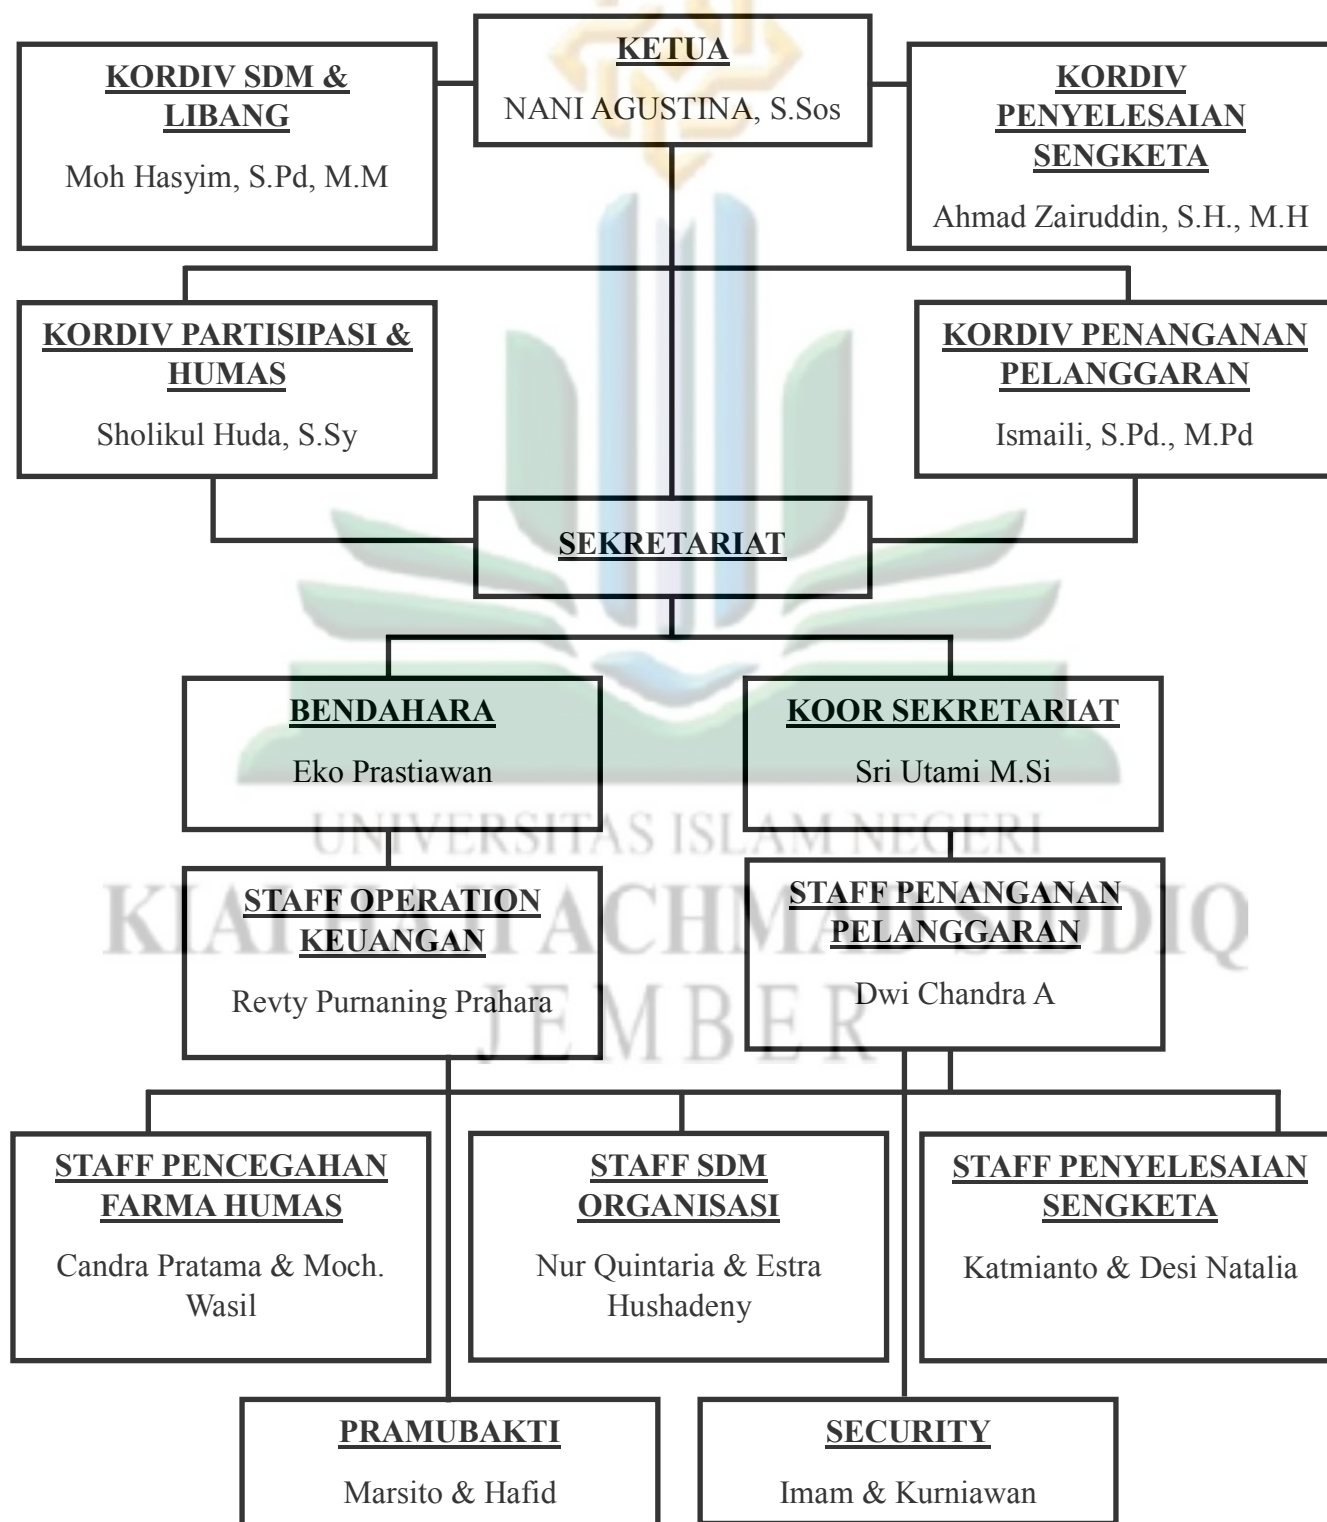 KETUA
NANI AGUSTINA, S.Sos
KORDIV SDM &
LIBANG
Moh Hasyim, S.Pd, M.M
KORDIV
PENYELESAIAN
SENGKETA
Ahmad Zairuddin, S.H., M.H
KORDIV PARTISIPASI &
HUMAS
Sholikul Huda, S.Sy
KORDIV PENANGANAN
PELANGGARAN
Ismaili, S.Pd., M.Pd
SEKRETARIAT
BENDAHARA
Eko Prastiawan
KOOR SEKRETARIAT
Sri Utami M.Si
UNIVERSITAS ISLAM NEGERI
KIAI HAJI ACHMAD SIDDIQ
JEMBER
STAFF OPERATION
KEUANGAN
Revty Purnaning Prahara
STAFF PENANGANAN
PELANGGARAN
Dwi Chandra A
STAFF PENCEGAHAN
FARMA HUMAS
Candra Pratama & Moch.
Wasil
STAFF SDM
ORGANISASI
Nur Quintaria & Estra
Hushadeny
STAFF PENYELESAIAN
SENGKETA
Katmianto & Desi Natalia
PRAMUBAKTI
Marsito & Hafid
SECURITY
Imam & Kurniawan